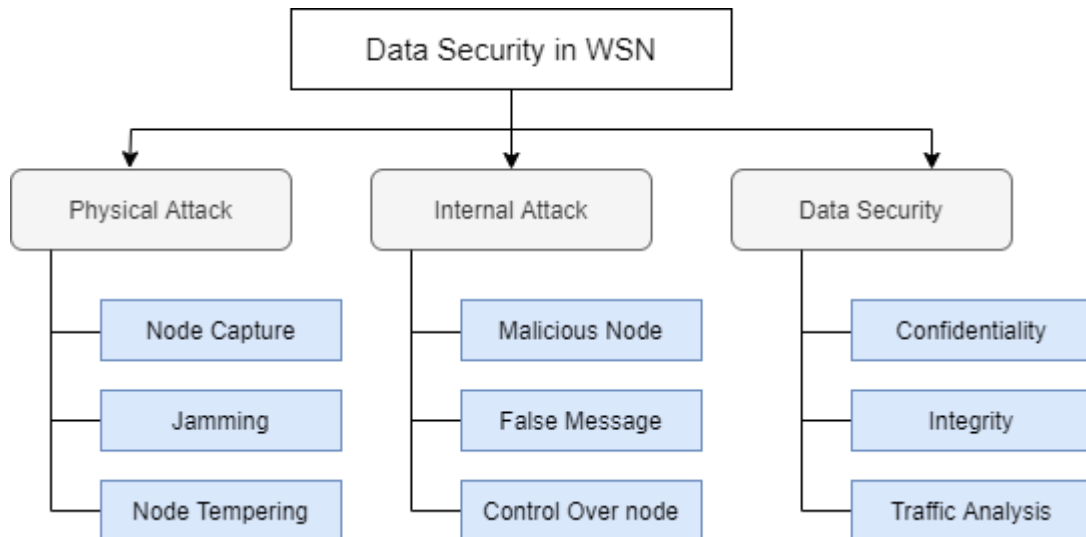 Data Security in WSN
Physical Attack
Internal Attack
Data Security
Node Capture
Malicious Node
Confidentiality
Jamming
False Message
Integrity
Node Tempering
Control Over node
Traffic Analysis